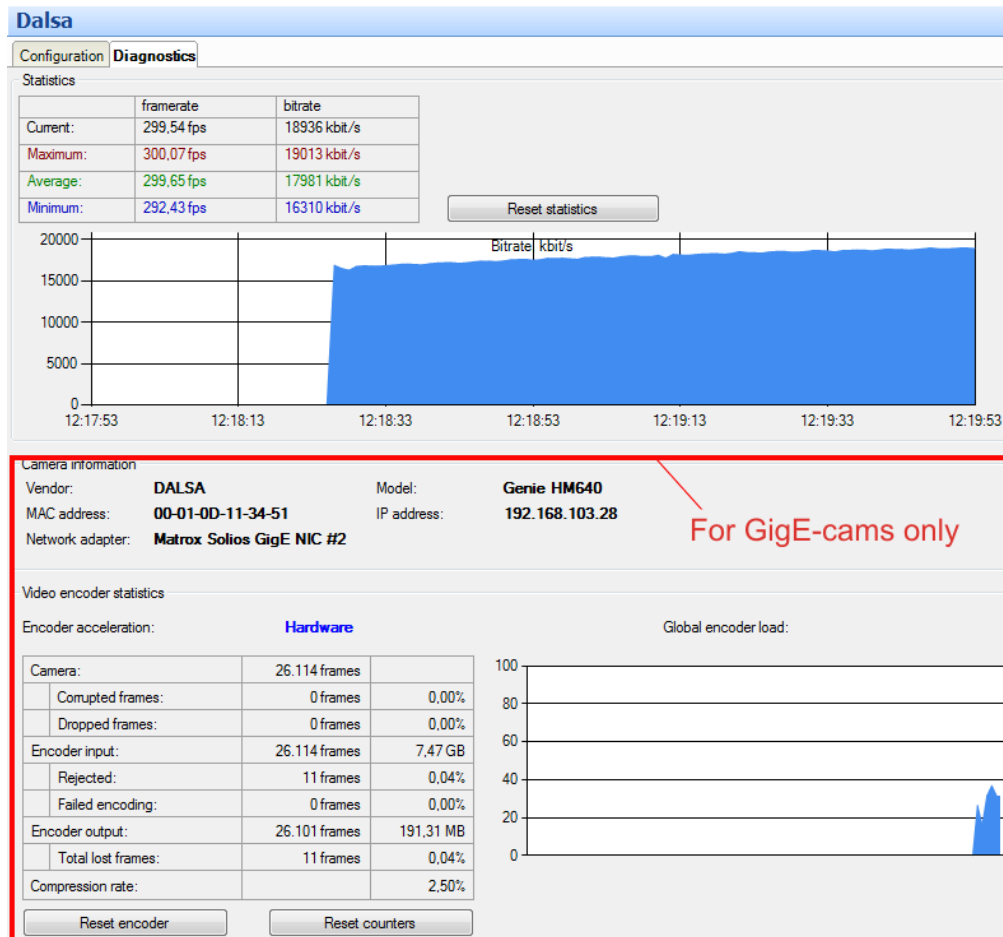 Dalsa
Configuration Diagnostics
Statistics
framerate bitrate
Current: 299,54 fps 18936 kbit/s
Maximum: 300,07 fps 19013 kbit/s
Average: 299,65 fps 17981 kbit/s
Minimum: 292,43 fps 16310 kbit/s
Reset statistics
Bitrate, kbit/s
20000
15000
10000
5000
0
12:17:53 12:18:13 12:18:33 12:18:53 12:19:13 12:19:33 12:19:53
Camera information
Vendor: DALSA Model: Genie HM640
MAC address: 00-01-0D-11-34-51 IP address: 192.168.103.28
Network adapter: Matrox Solios GigE NIC #2
For GigE-cams only
Video encoder statistics
Encoder acceleration: Hardware Global encoder load:
Camera: 26.114 frames
Corrupted frames: 0 frames 0,00%
Dropped frames: 0 frames 0,00%
Encoder input: 26.114 frames 7,47 GB
Rejected: 11 frames 0,04%
Failed encoding: 0 frames 0,00%
Encoder output: 26.101 frames 191,31 MB
Total lost frames: 11 frames 0,04%
Compression rate: 2,50%
100
80
60
40
20
0
Reset encoder Reset counters